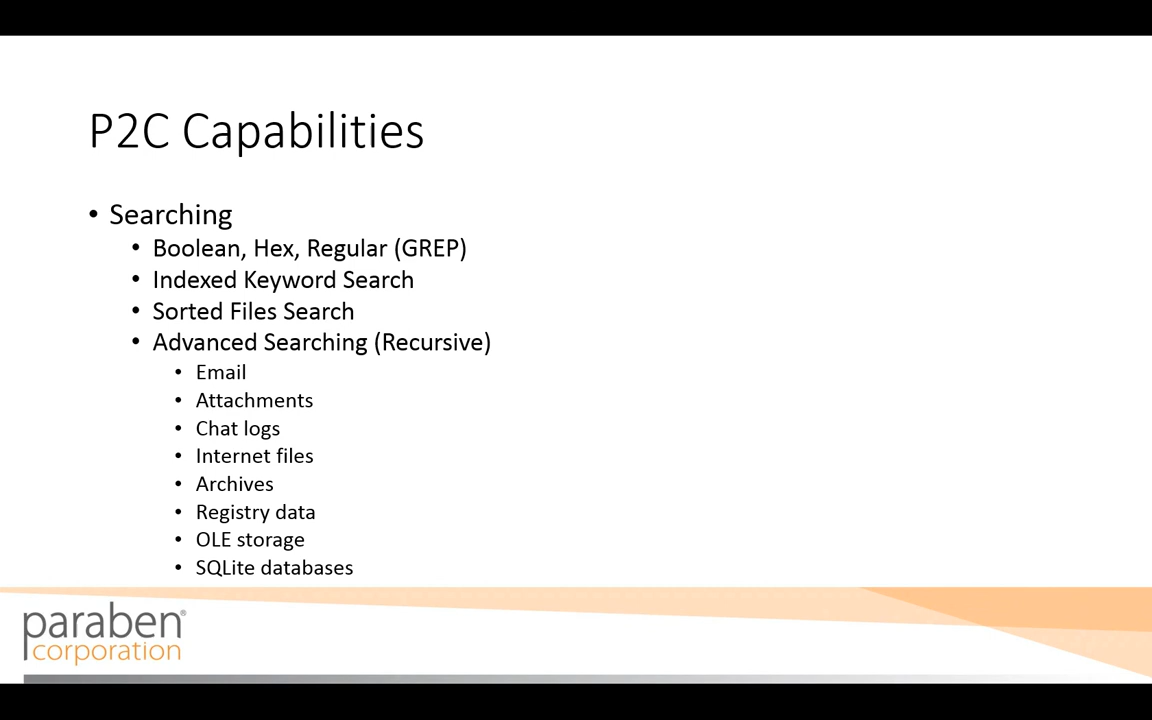 P2C Capabilities
• Searching
• Boolean, Hex, Regular (GREP)
• Indexed Keyword Search
• Sorted Files Search
• Advanced Searching (Recursive)
• Email
• Attachments
• Chat logs
• Internet files
• Archives
• Registry data
• OLE storage
• SQLite databases
paraben®
corporation